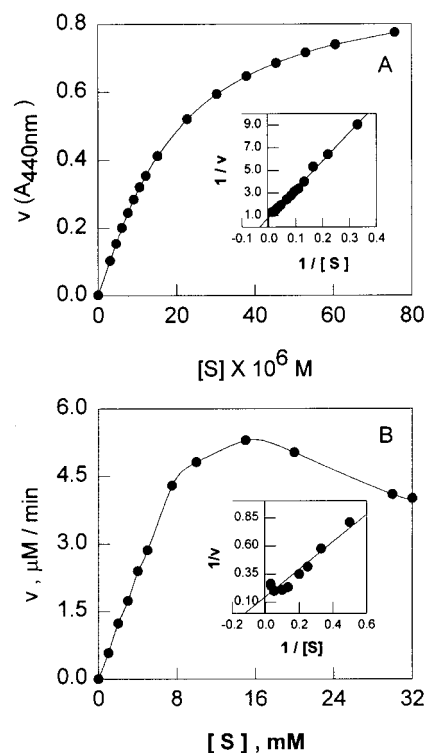 A
v (A440nm)
0.8
0.6
0.4
0.2
0.0
1 / v
9.0
7.0
5.0
3.0
1.0
-0.1 0.0 0.1 0.2 0.3 0.4
1 / [ S ]
0 20 40 60 80
[S] X 10^6 M
B
v , µM / min
6.0
4.5
3.0
1.5
0.0
1/v
0.85
0.60
0.35
0.10
-0.2 0.0 0.2 0.4 0.6
1 / [S]
0 8 16 24 32
[ S ] , mM